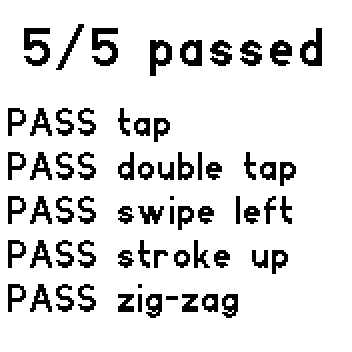 5/5 passed
PASS tap
PASS double tap
PASS swipe left
PASS stroke up
PASS zig-zag